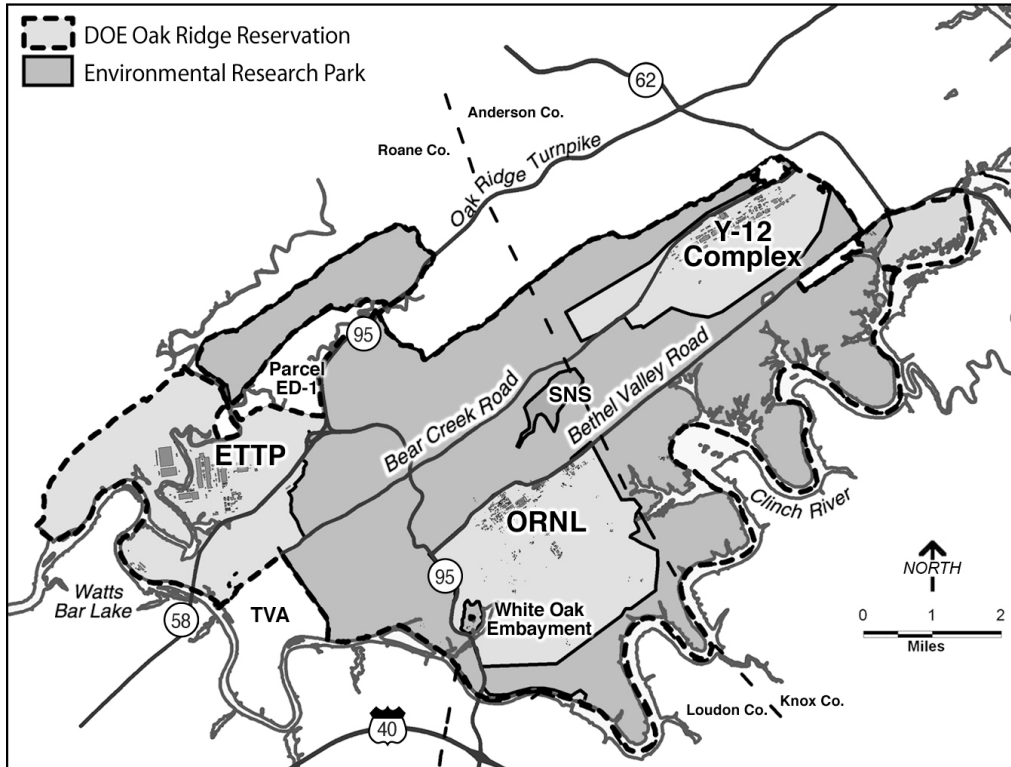 DOE Oak Ridge Reservation
Environmental Research Park
62
Anderson Co.
Roane Co.
Oak Ridge Turnpike
Y-12
Complex
95
Parcel
ED-1
SNS
Bear Creek Road
Bethel Valley Road
ETTP
ORNL
Clinch River
95
NORTH
Watts
Bar Lake
58
TVA
White Oak
Embayment
0 1 2
Miles
Loudon Co.
Knox Co.
40